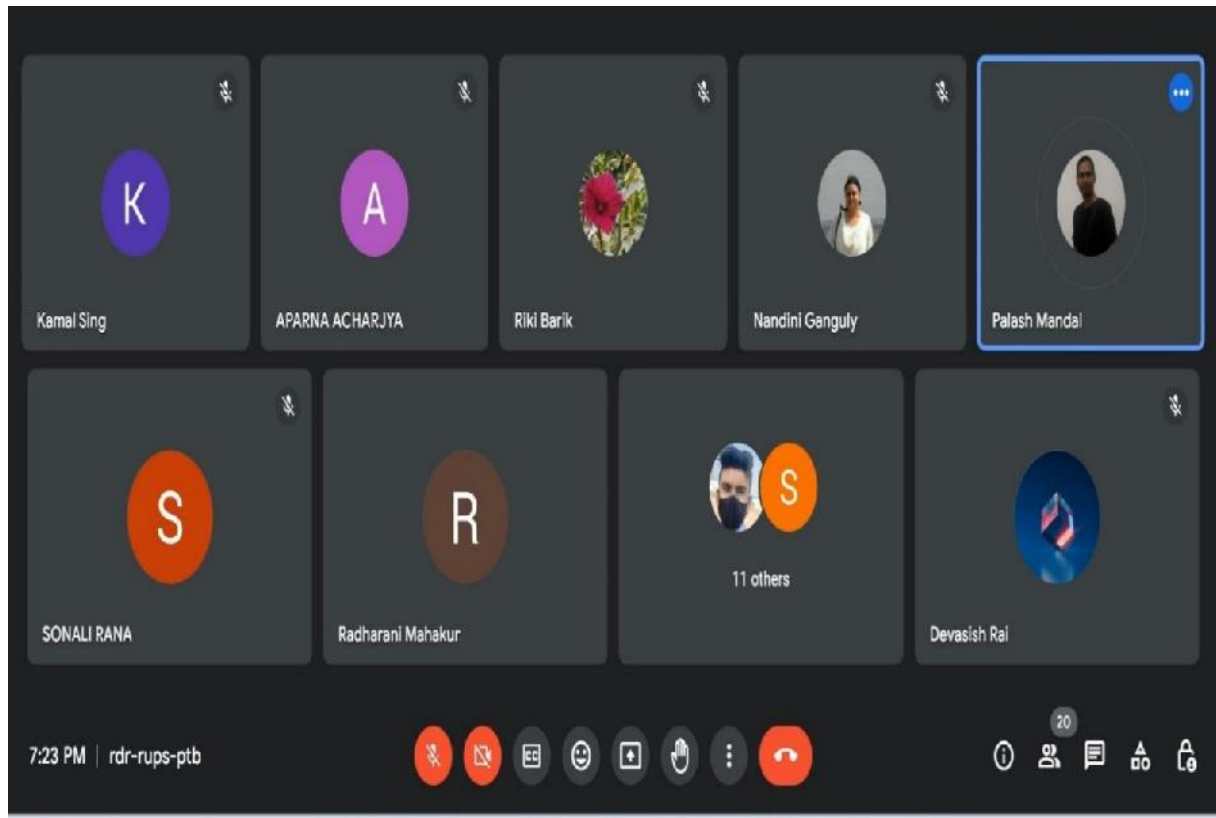 K
A
Kamal Sing
APARNA ACHARJYA
Riki Barik
Nandini Ganguly
Palash Mandal
S
R
S
11 others
SONALI RANA
Radharani Mahakur
Devasish Rai
20
7:23 PM | rdr-rups-ptb
CC